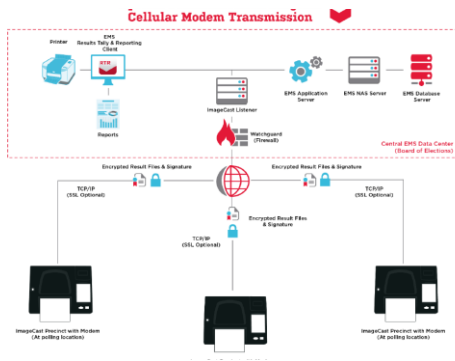 Cellular Modem Transmission
Printer
EMS
Results Tally & Reporting
Client
RTR
Reports
ImageCast Listener
EMS Application
Server
EMS NAS Server
EMS Database
Server
Watchguard
(Firewall)
Central EMS Data Center
(Board of Elections)
Encrypted Result Files & Signature
Encrypted Result Files & Signature
TCP/IP
(SSL Optional)
TCP/IP
(SSL Optional)
Encrypted Result Files
& Signature
TCP/IP
(SSL Optional)
ImageCast Precinct with Modem
(At polling location)
ImageCast Precinct with Modem
(At polling location)